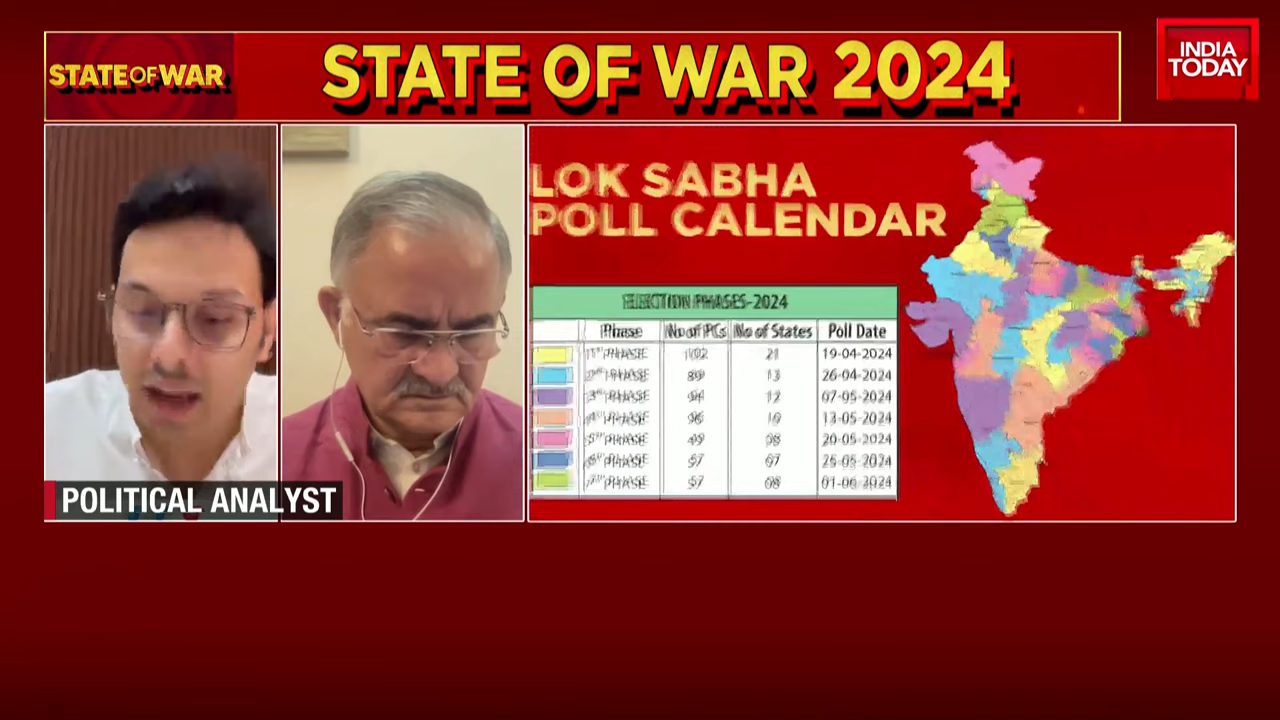 STATE OF WAR
STATE OF WAR 2024
INDIA
TODAY
LOK SABHA
POLL CALENDAR
ELECTION PHASES-2024
Phase No of PCs No of States Poll Date
1ST PHASE 102 21 19-04-2024
2ND PHASE 89 13 26-04-2024
3RD PHASE 94 12 07-05-2024
4TH PHASE 96 10 13-05-2024
5TH PHASE 49 08 20-05-2024
6TH PHASE 57 07 25-05-2024
7TH PHASE 57 08 01-06-2024
POLITICAL ANALYST